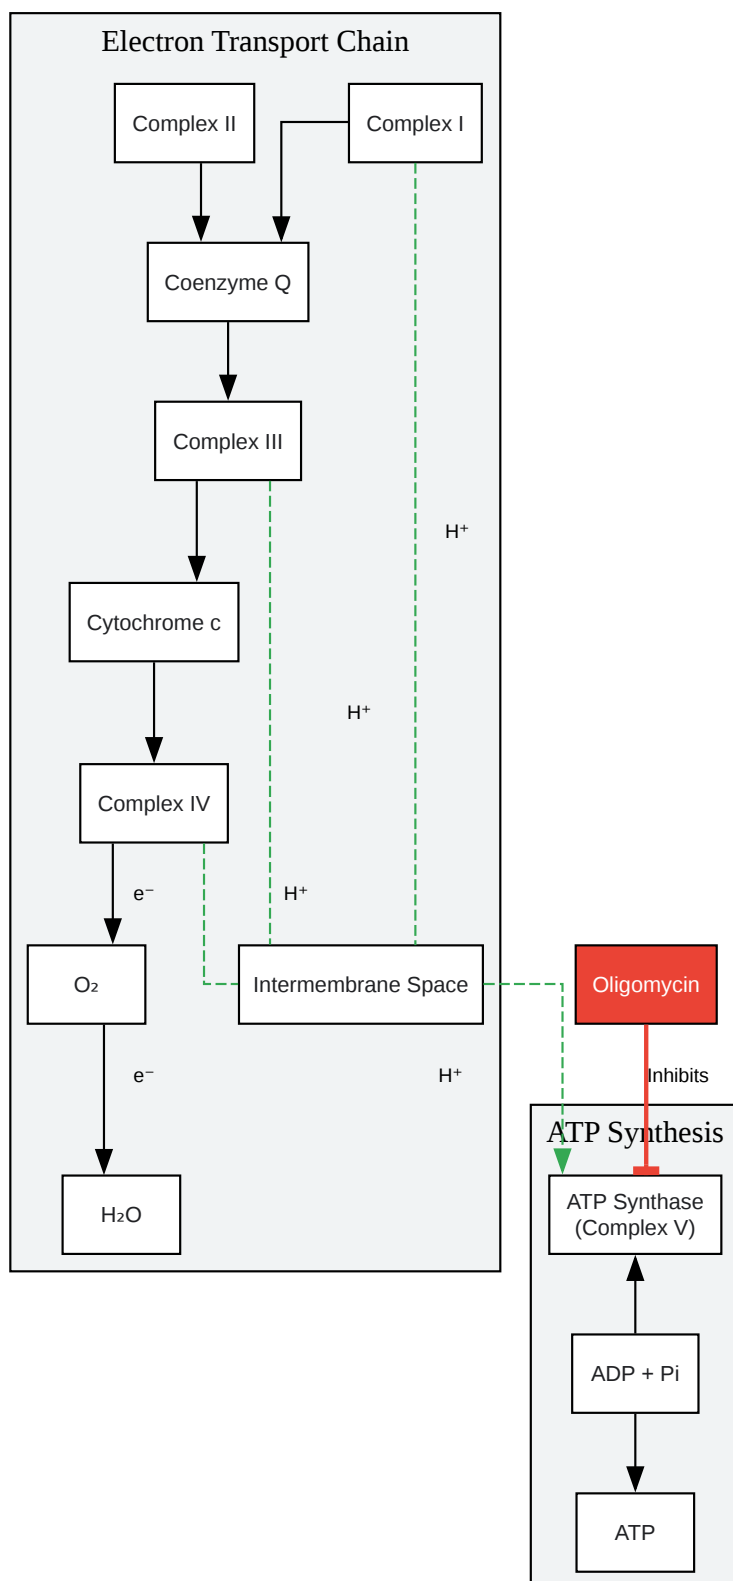 Electron Transport Chain
Complex II
Complex I
Coenzyme Q
Complex III
H⁺
Cytochrome c
H⁺
Complex IV
e⁻
H⁺
O₂
Intermembrane Space
Oligomycin
e⁻
H⁺
Inhibits
ATP Synthesis
H₂O
ATP Synthase
(Complex V)
ADP + Pi
ATP